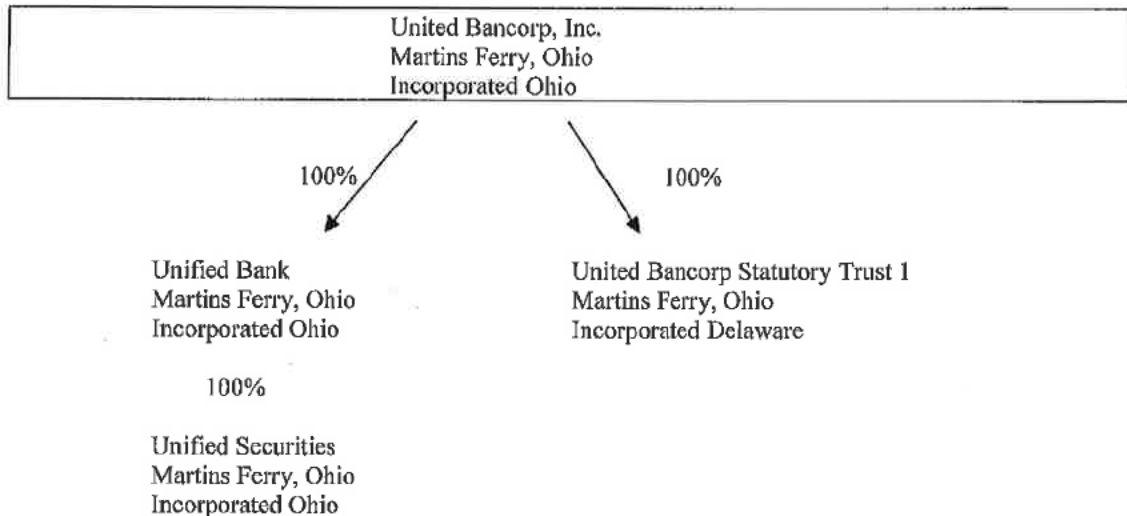 United Bancorp, Inc.
Martins Ferry, Ohio
Incorporated Ohio
100%
100%
Unified Bank
Martins Ferry, Ohio
Incorporated Ohio
United Bancorp Statutory Trust 1
Martins Ferry, Ohio
Incorporated Delaware
100%
Unified Securities
Martins Ferry, Ohio
Incorporated Ohio